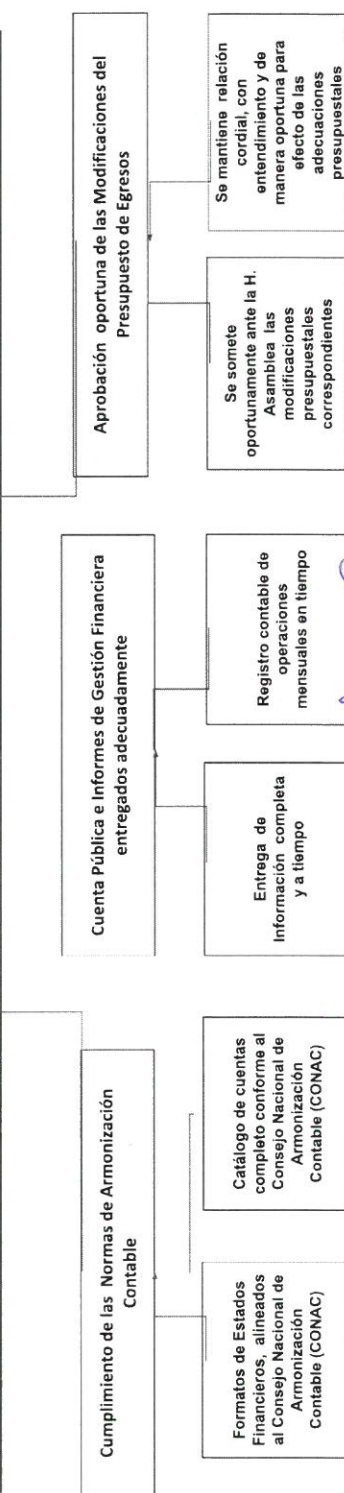 Cumplimiento de las Normas de Armonización
Contable
Cuenta Pública e Informes de Gestión Financiera
entregados adecuadamente
Aprobación oportuna de las Modificaciones del
Presupuesto de Egresos
Formatos de Estados
Financieros, alineados
al Consejo Nacional de
Armonización
Contable (CONAC)
Catálogo de cuentas
completo conforme al
Consejo Nacional de
Armonización
Contable (CONAC)
Entrega de
Información completa
y a tiempo
Registro contable de
operaciones
mensuales en tiempo
Se somete
oportunamente ante la H.
Asamblea las
modificaciones
presupuestales
correspondientes
Se mantiene relación
cordial, con
entendimiento y de
manera oportuna para
efecto de las
adecuaciones
presupuestales